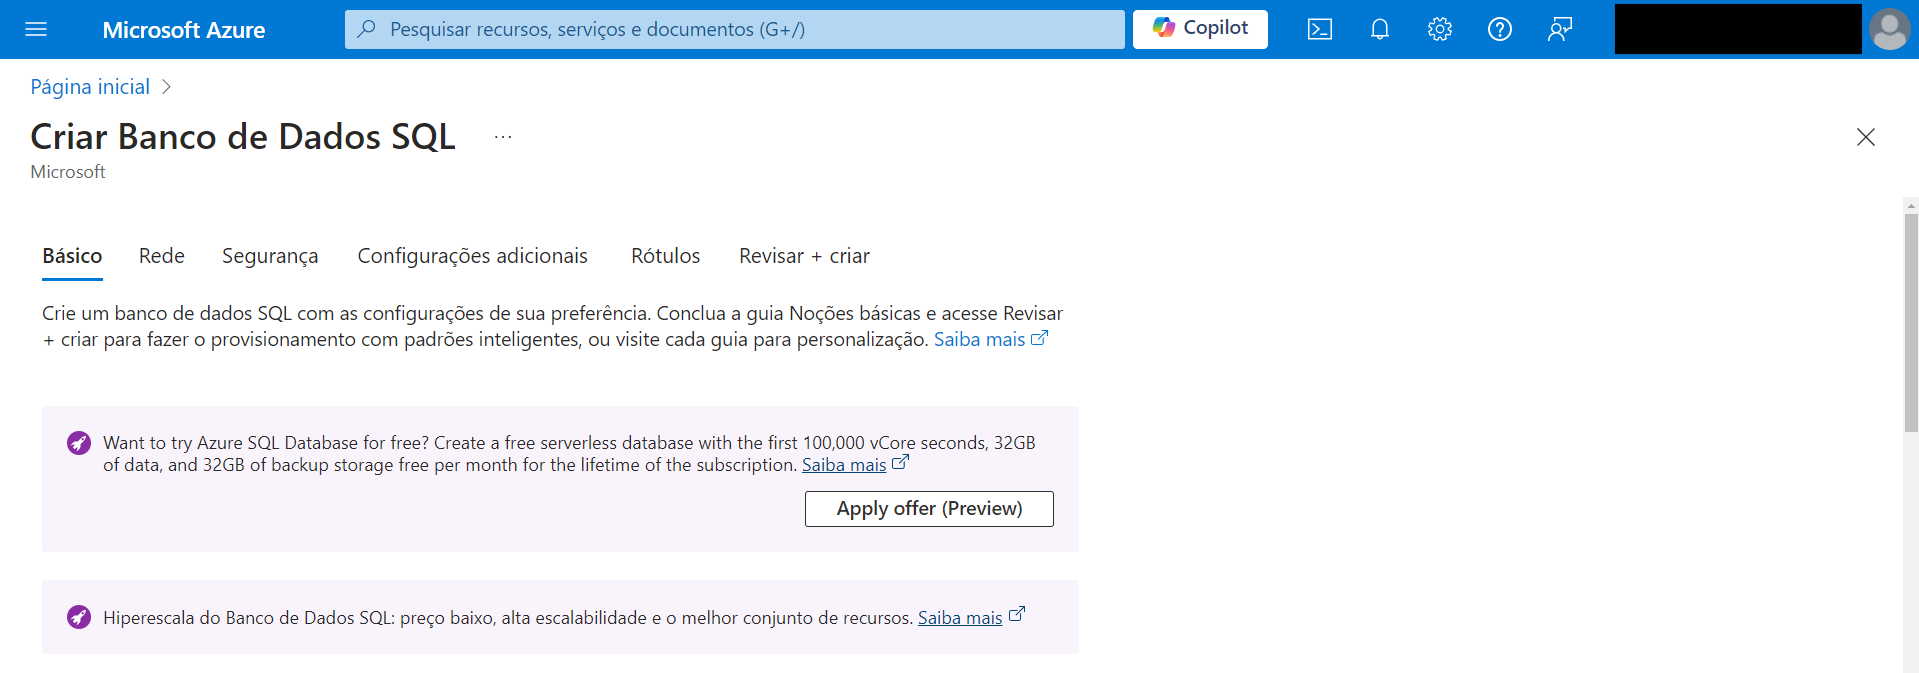 Microsoft Azure
Pesquisar recursos, serviços e documentos (G+/)
Copilot
Página inicial
Criar Banco de Dados SQL
...
Microsoft
Básico
Rede
Segurança
Configurações adicionais
Rótulos
Revisar + criar
Crie um banco de dados SQL com as configurações de sua preferência. Conclua a guia Noções básicas e acesse Revisar
+ criar para fazer o provisionamento com padrões inteligentes, ou visite cada guia para personalização. Saiba mais
Want to try Azure SQL Database for free? Create a free serverless database with the first 100,000 vCore seconds, 32GB
of data, and 32GB of backup storage free per month for the lifetime of the subscription. Saiba mais
Apply offer (Preview)
Hiperescala do Banco de Dados SQL: preço baixo, alta escalabilidade e o melhor conjunto de recursos. Saiba mais